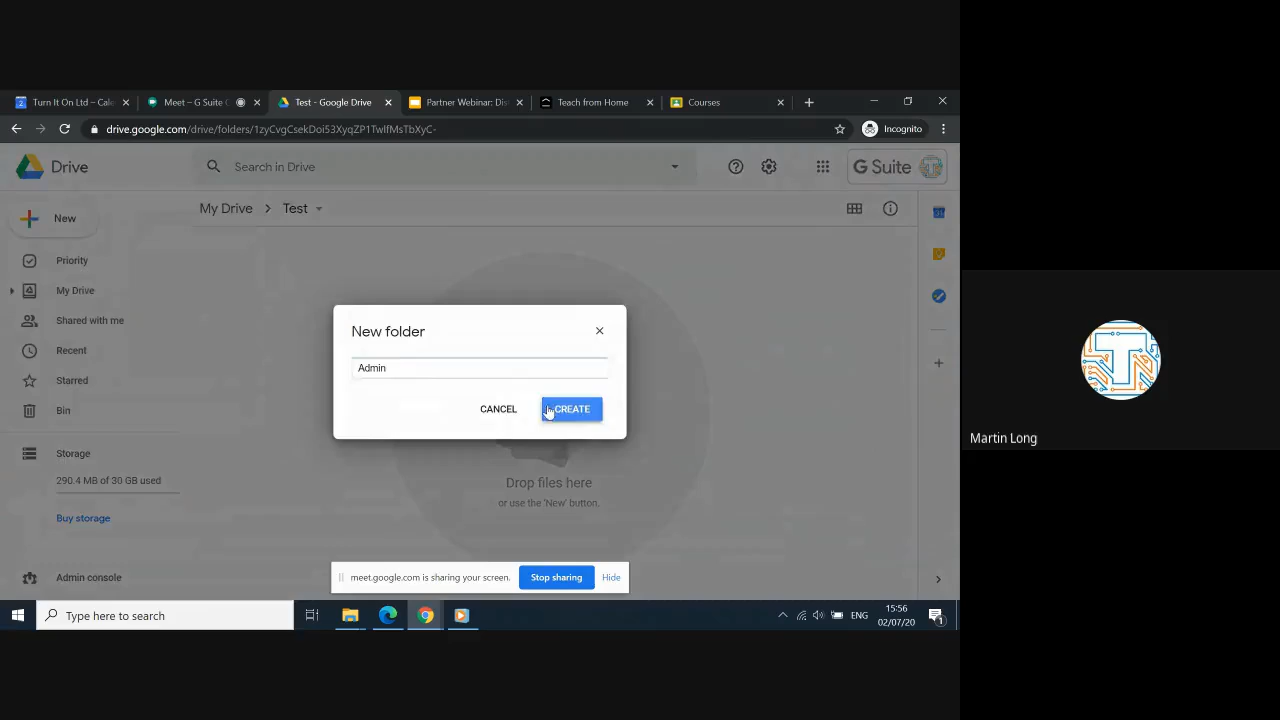 Turn It On Ltd – Cale
Meet – G Suite
Test - Google Drive
Partner Webinar: Dis
Teach from Home
Courses
drive.google.com/drive/folders/1zyCvgCsekDoi53XyqZP1TwIfMsTbXyC-
Incognito
Drive
Search in Drive
G Suite
New
My Drive > Test
Priority
My Drive
Shared with me
Recent
Starred
Bin
Storage
290.4 MB of 30 GB used
Buy storage
Admin console
New folder
Admin
CANCEL
CREATE
Drop files here
or use the 'New' button.
meet.google.com is sharing your screen.
Stop sharing
Hide
Martin Long
Type here to search
ENG
15:56
02/07/20
1